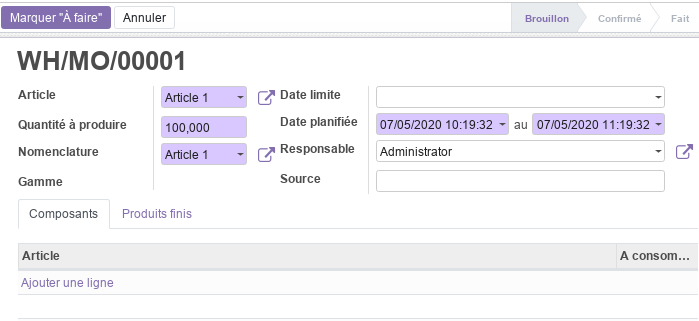 Marquer "À faire" Annuler Brouillon Confirmé Fait
WH/MO/00001
Article Article 1 Date limite
Quantité à produire 100,000 Date planifiée 07/05/2020 10:19:32 au 07/05/2020 11:19:32
Nomenclature Article 1 Responsable Administrator
Gamme Source
Composants Produits finis
Article A consom...
Ajouter une ligne